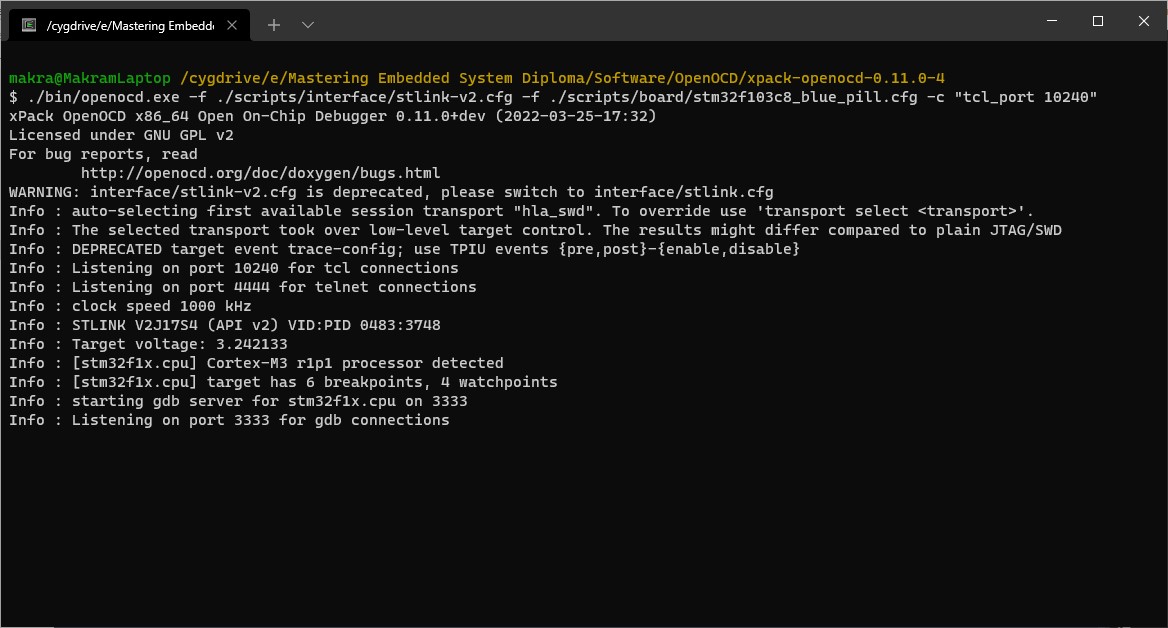 /cygdrive/e/Mastering Embedd
makra@MakramLaptop /cygdrive/e/Mastering Embedded System Diploma/Software/OpenOCD/xpack-openocd-0.11.0-4
$ ./bin/openocd.exe -f ./scripts/interface/stlink-v2.cfg -f ./scripts/board/stm32f103c8_blue_pill.cfg -c "tcl_port 10240"
xPack OpenOCD x86_64 Open On-Chip Debugger 0.11.0+dev (2022-03-25-17:32)
Licensed under GNU GPL v2
For bug reports, read
        http://openocd.org/doc/doxygen/bugs.html
WARNING: interface/stlink-v2.cfg is deprecated, please switch to interface/stlink.cfg
Info : auto-selecting first available session transport "hla_swd". To override use 'transport select <transport>'.
Info : The selected transport took over low-level target control. The results might differ compared to plain JTAG/SWD
Info : DEPRECATED target event trace-config; use TPIU events {pre,post}-{enable,disable}
Info : Listening on port 10240 for tcl connections
Info : Listening on port 4444 for telnet connections
Info : clock speed 1000 kHz
Info : STLINK V2J17S4 (API v2) VID:PID 0483:3748
Info : Target voltage: 3.242133
Info : [stm32f1x.cpu] Cortex-M3 r1p1 processor detected
Info : [stm32f1x.cpu] target has 6 breakpoints, 4 watchpoints
Info : starting gdb server for stm32f1x.cpu on 3333
Info : Listening on port 3333 for gdb connections